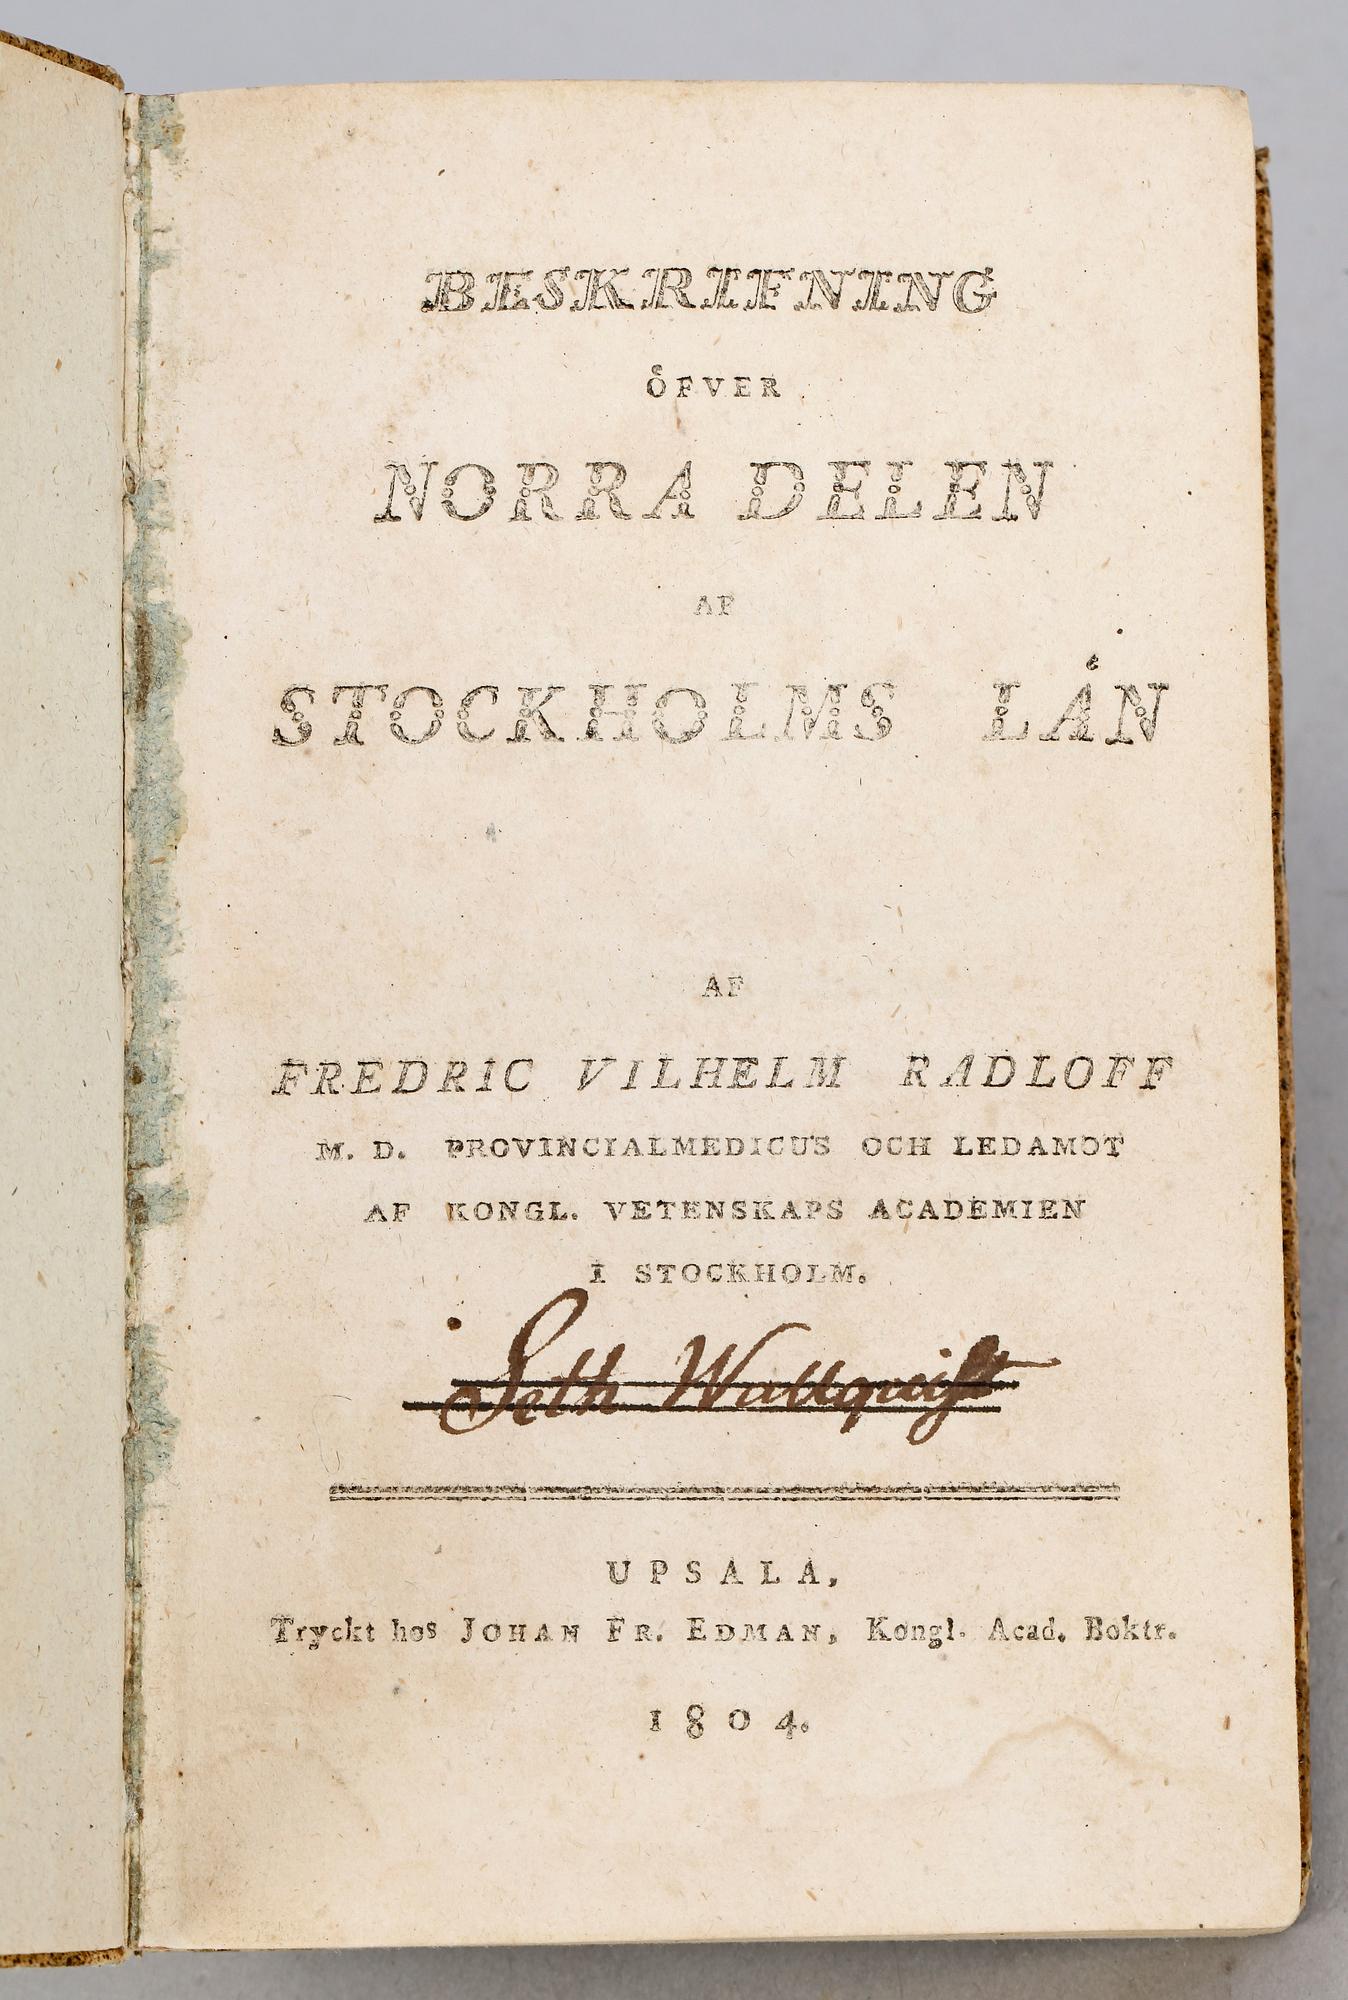 BESKRIFNING
ÖFVER
NORRA DELEN
AF
STOCKHOLMS LÄN
AF
FREDRIC VILHELM RADLOFF
M. D. PROVINCIALMEDICUS OCH LEDAMOT
AF KONGL. VETENSKAPS ACADEMIEN
I STOCKHOLM.
Seth Wallquist
UPSALA,
Tryckt hos JOHAN FR. EDMAN, Kongl. Acad. Boktr.
1804.